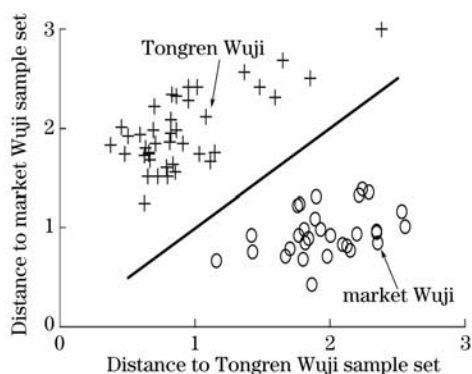 3
Tongren Wuji
2
1
market Wuji
0
0 1 2 3
Distance to Tongren Wuji sample set
Distance to market Wuji sample set